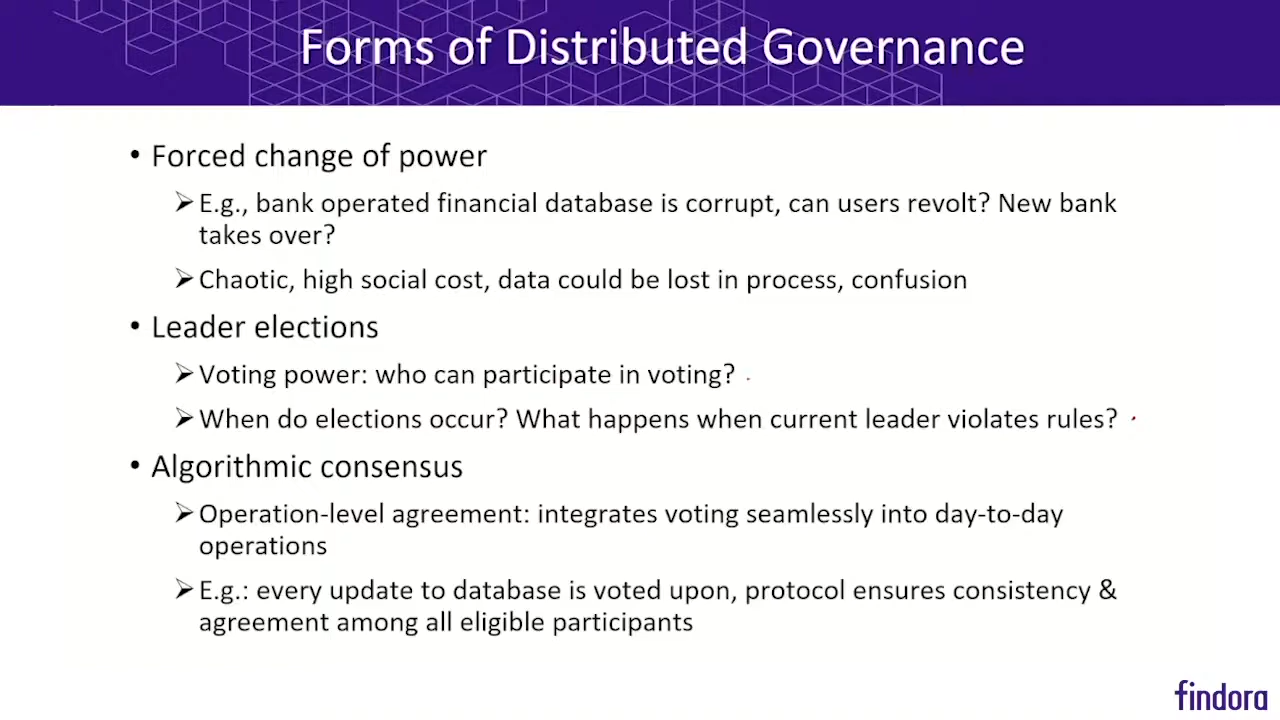 Forms of Distributed Governance
• Forced change of power
➢ E.g., bank operated financial database is corrupt, can users revolt? New bank
takes over?
➢ Chaotic, high social cost, data could be lost in process, confusion
• Leader elections
➢ Voting power: who can participate in voting?
➢ When do elections occur? What happens when current leader violates rules?
• Algorithmic consensus
➢ Operation-level agreement: integrates voting seamlessly into day-to-day
operations
➢ E.g.: every update to database is voted upon, protocol ensures consistency &
agreement among all eligible participants
findora